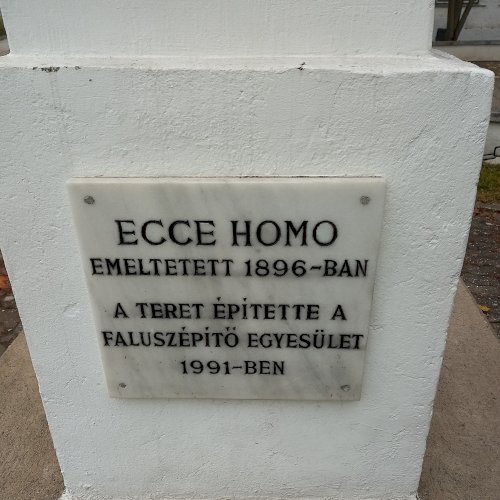 ECCE HOMO
EMELTETETT 1896-BAN
A TERET ÉPÍTETTE A
FALUSZÉPÍTŐ EGYESÜLET
1991-BEN